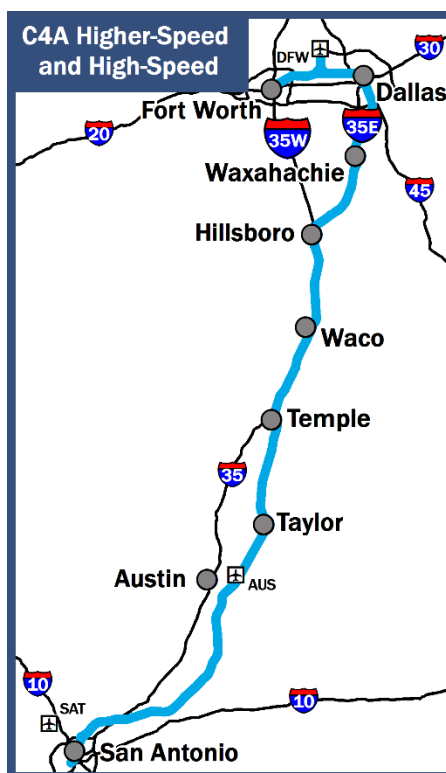 C4A Higher-Speed
and High-Speed
DFW
30
Dallas
Fort Worth
35W
35E
20
Waxahachie
45
Hillsboro
Waco
Temple
35
Taylor
Austin
AUS
10
SAT
10
San Antonio